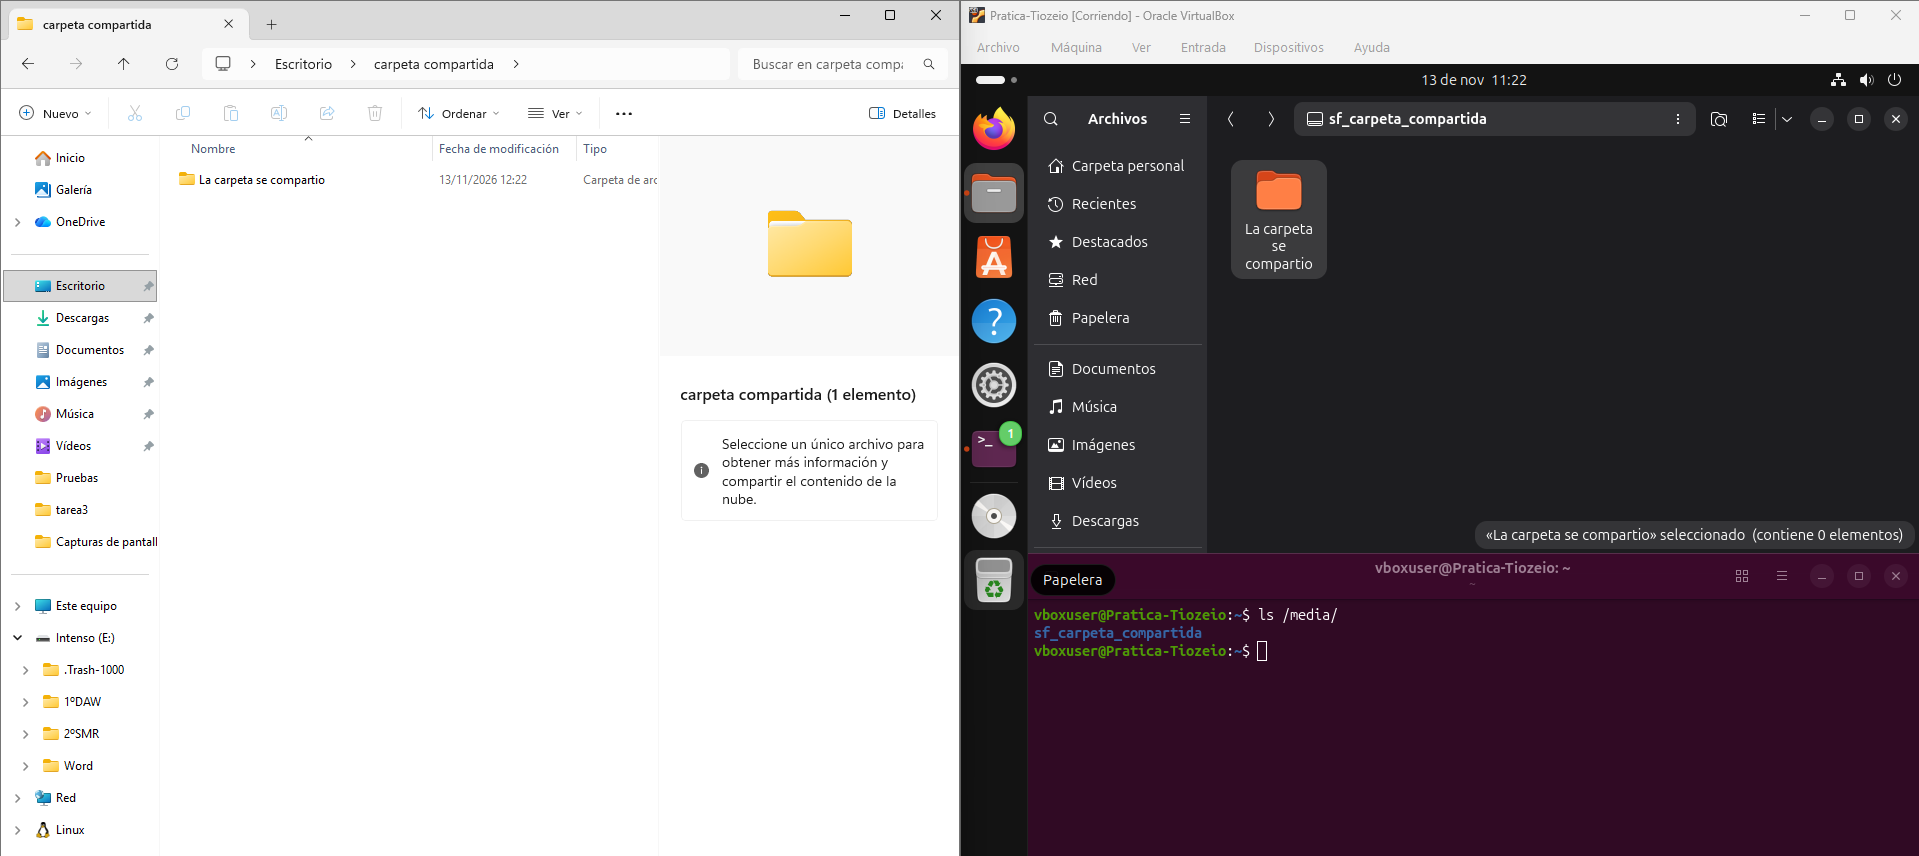 carpeta compartida
Escritorio
carpeta compartida
Buscar en carpeta compa
Nuevo
Ordenar
Ver
Detalles
Nombre
Fecha de modificación
Tipo
La carpeta se compartio
13/11/2026 12:22
Carpeta de arc
Inicio
Galería
OneDrive
Escritorio
Descargas
Documentos
Imágenes
Música
Vídeos
Pruebas
tarea3
Capturas de pantall
Este equipo
Intenso (E:)
.Trash-1000
1ºDAW
2ºSMR
Word
Red
Linux
carpeta compartida (1 elemento)
Seleccione un único archivo para
obtener más información y
compartir el contenido de la
nube.
Pratica-Tiozeio [Corriendo] - Oracle VirtualBox
Archivo
Máquina
Ver
Entrada
Dispositivos
Ayuda
13 de nov 11:22
Archivos
sf_carpeta_compartida
Carpeta personal
Recientes
Destacados
Red
Papelera
Documentos
Música
Imágenes
Vídeos
Descargas
La carpeta
se
compartio
1
«La carpeta se compartio» seleccionado (contiene 0 elementos)
Papelera
vboxuser@Pratica-Tiozeio: ~
~
vboxuser@Pratica-Tiozeio:~$ ls /media/
sf_carpeta_compartida
vboxuser@Pratica-Tiozeio:~$